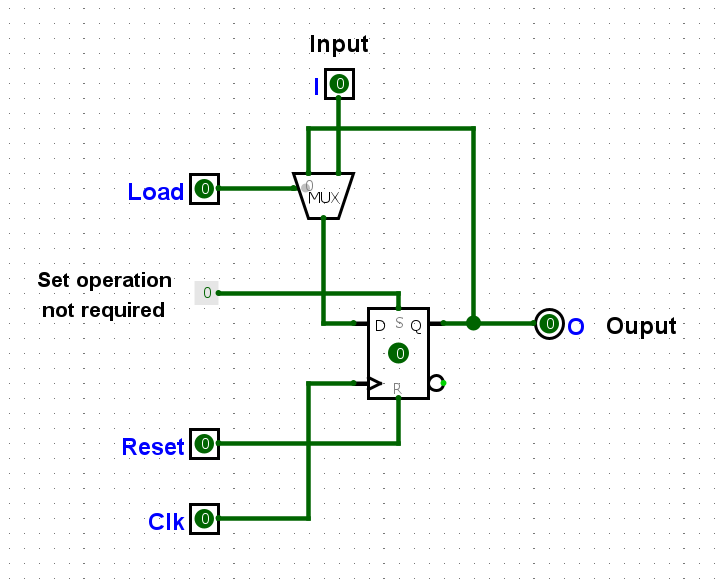 Input
I
0
0
MUX
Load
0
Set operation
not required
0
D
S
Q
0
R
0
O
Ouput
Reset
0
Clk
0